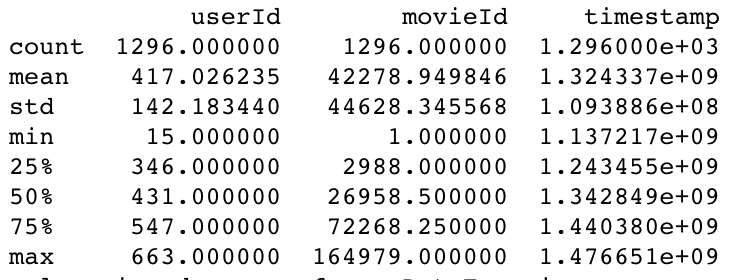 userId movieId timestamp
count 1296.000000 1296.000000 1.296000e+03
mean 417.026235 42278.949846 1.324337e+09
std 142.183440 44628.345568 1.093886e+08
min 15.000000 1.000000 1.137217e+09
25% 346.000000 2988.000000 1.243455e+09
50% 431.000000 26958.500000 1.342849e+09
75% 547.000000 72268.250000 1.440380e+09
max 663.000000 164979.000000 1.476651e+09